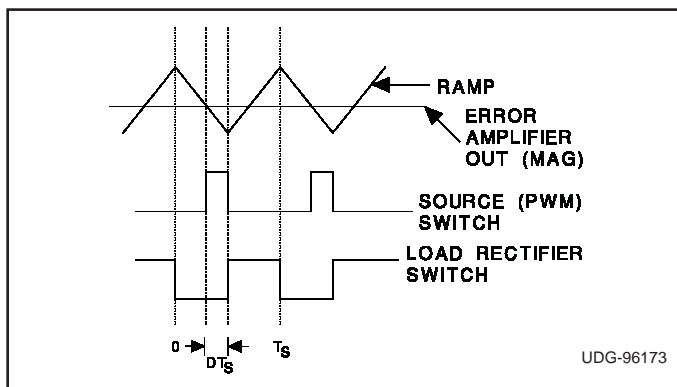 RAMP
ERROR
AMPLIFIER
OUT (MAG)
SOURCE (PWM)
SWITCH
LOAD RECTIFIER
SWITCH
0
DTS
TS
UDG-96173